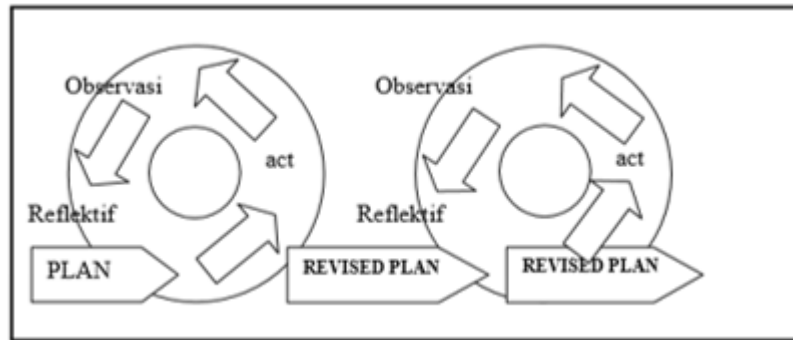 Observasi
act
Reflektif
PLAN
Observasi
act
Reflektif
REVISED PLAN
REVISED PLAN